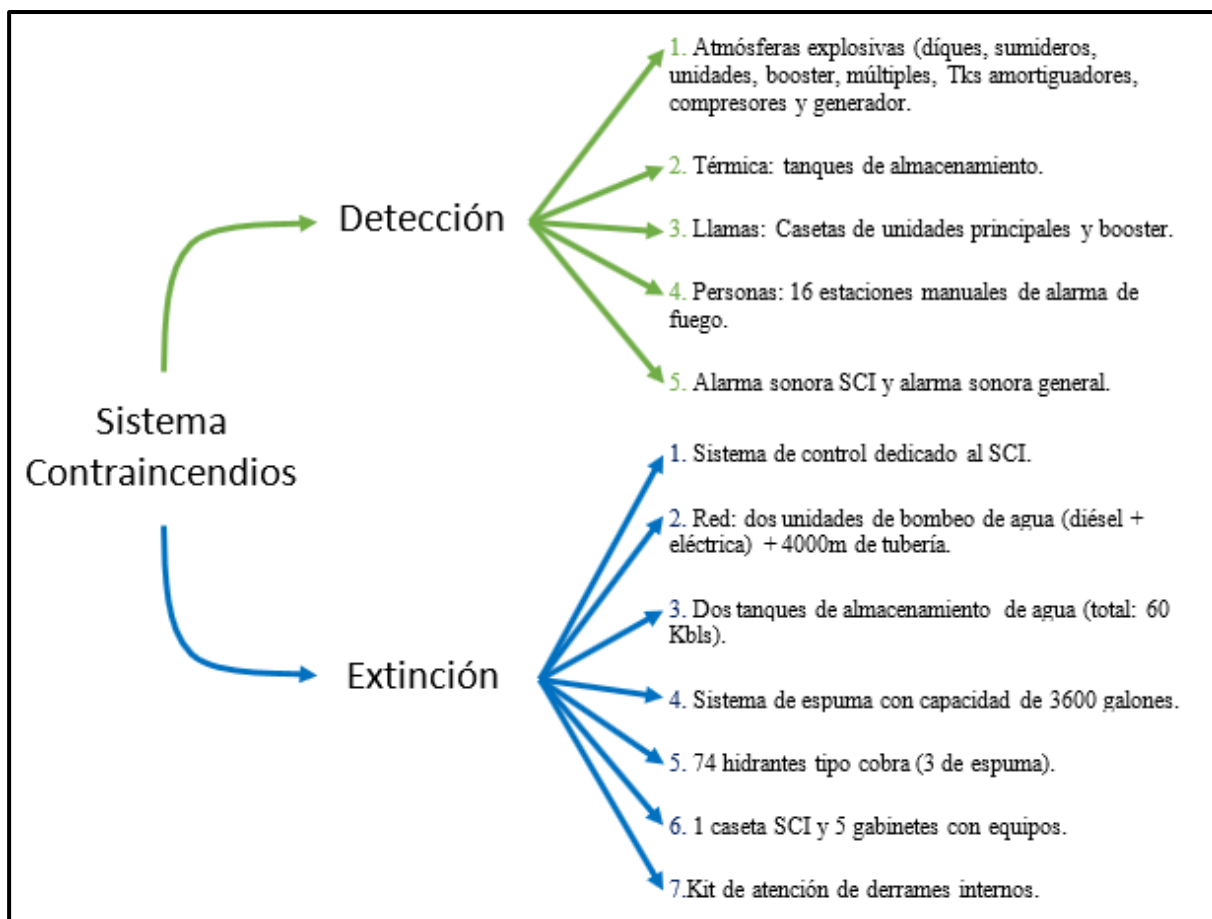 1. Atmósferas explosivas (díques, sumideros,
unidades, booster, múltiples, Tks amortiguadores,
compresores y generador.
2. Térmica: tanques de almacenamiento.
Detección
3. Llamas: Casetas de unidades principales y booster.
4. Personas: 16 estaciones manuales de alarma de
fuego.
5. Alarma sonora SCI y alarma sonora general.
Sistema
Contraincendios
1. Sistema de control dedicado al SCI.
2. Red: dos unidades de bombeo de agua (diésel +
eléctrica) + 4000m de tubería.
3. Dos tanques de almacenamiento de agua (total: 60
Kbls).
Extinción
4. Sistema de espuma con capacidad de 3600 galones.
5. 74 hidrantes tipo cobra (3 de espuma).
6. 1 caseta SCI y 5 gabinetes con equipos.
7.Kit de atención de derrames internos.